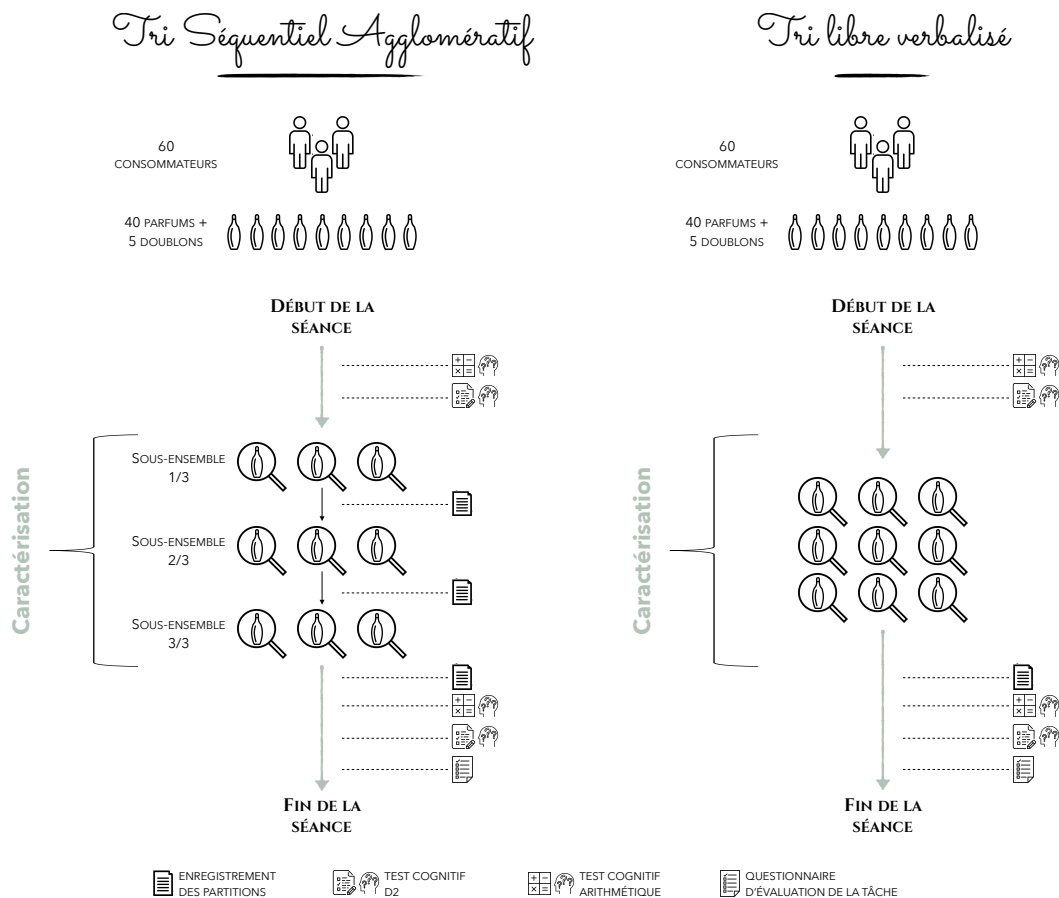 Tri Séquentiel Agglomératif
60
CONSOMMATEURS
40 PARFUMS +
5 DOUBLONS
DÉBUT DE LA
SÉANCE
Caractérisation
SOUS-ENSEMBLE
1/3
SOUS-ENSEMBLE
2/3
SOUS-ENSEMBLE
3/3
FIN DE LA
SÉANCE
Tri libre verbalisé
60
CONSOMMATEURS
40 PARFUMS +
5 DOUBLONS
DÉBUT DE LA
SÉANCE
Caractérisation
FIN DE LA
SÉANCE
ENREGISTREMENT
DES PARTITIONS
TEST COGNITIF
D2
TEST COGNITIF
ARITHMÉTIQUE
QUESTIONNAIRE
D'ÉVALUATION DE LA TÂCHE